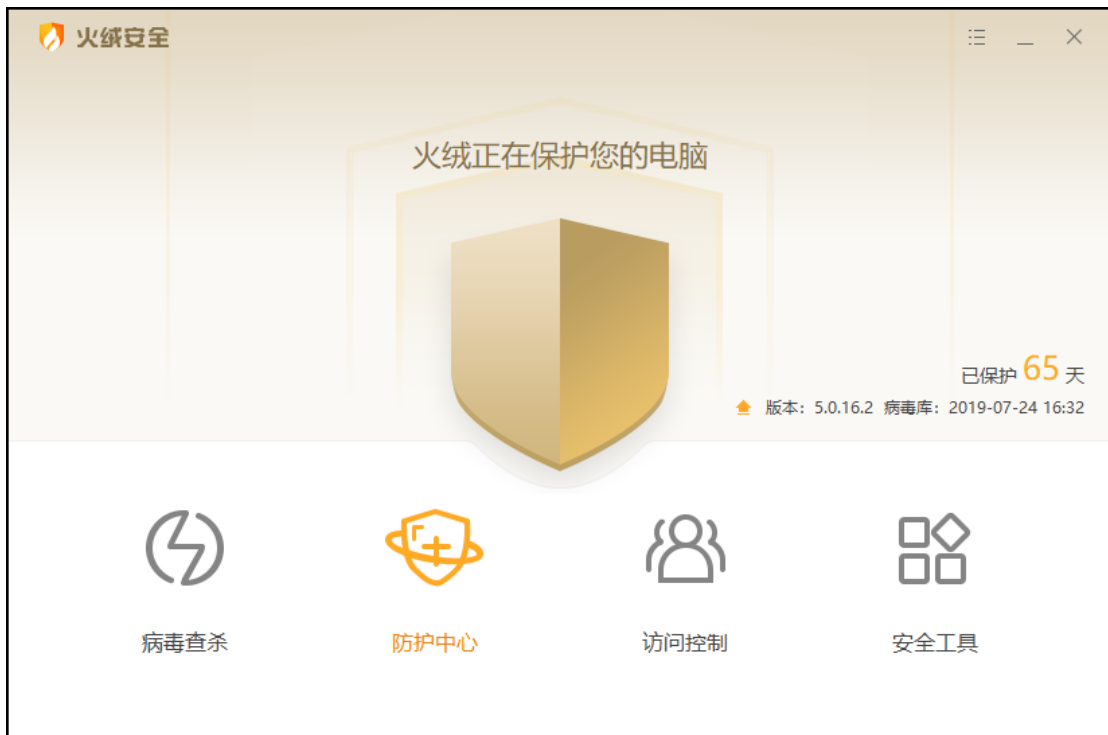 火绒安全
火绒正在保护您的电脑
已保护 65 天
版本：5.0.16.2 病毒库：2019-07-24 16:32
病毒查杀
防护中心
访问控制
安全工具